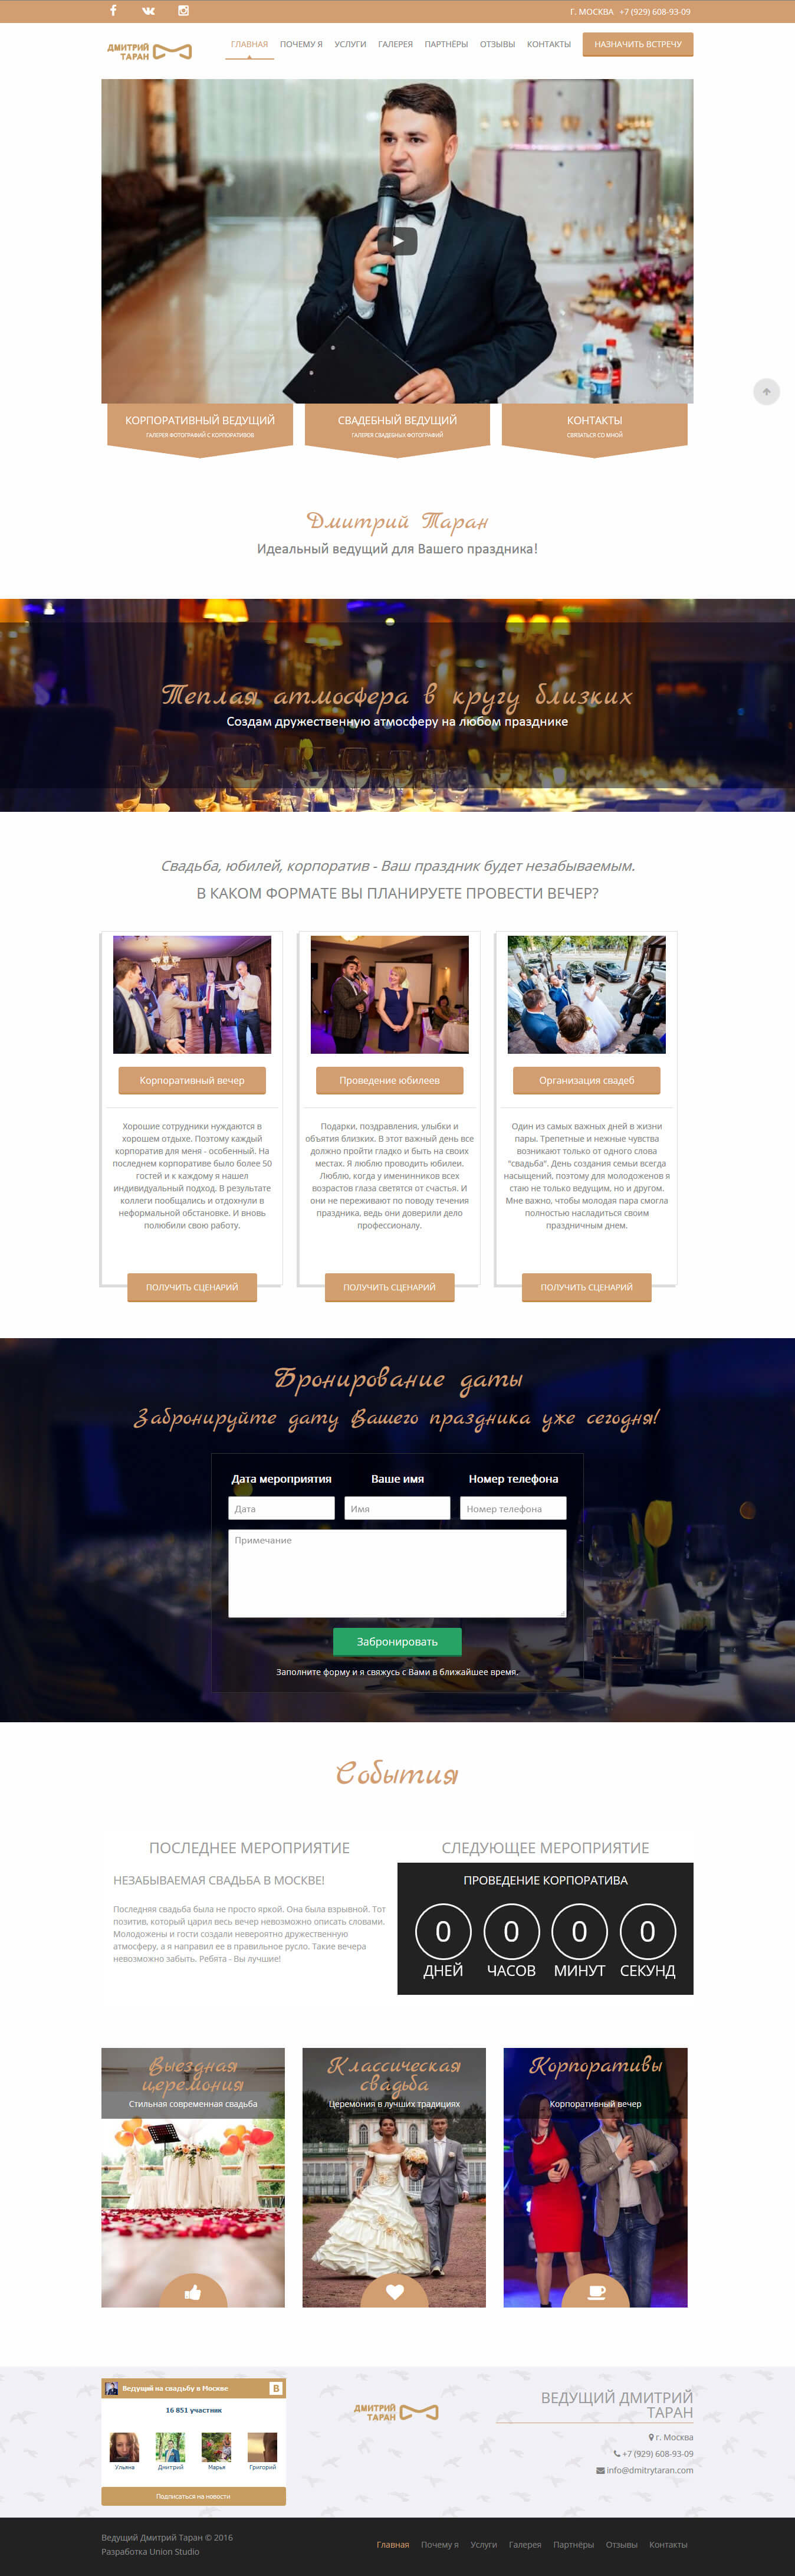 Г. МОСКВА +7 (929) 608-93-09
ДМИТРИЙ
ТАРАН
ГЛАВНАЯ ПОЧЕМУ Я УСЛУГИ ГАЛЕРЕЯ ПАРТНЁРЫ ОТЗЫВЫ КОНТАКТЫ НАЗНАЧИТЬ ВСТРЕЧУ
КОРПОРАТИВНЫЙ ВЕДУЩИЙ
ГАЛЕРЕЯ ФОТОГРАФИЙ С КОРПОРАТИВОВ
СВАДЕБНЫЙ ВЕДУЩИЙ
ГАЛЕРЕЯ СВАДЕБНЫХ ФОТОГРАФИЙ
КОНТАКТЫ
СВЯЗАТЬСЯ СО МНОЙ
Дмитрий Таран
Идеальный ведущий для Вашего праздника!
Теплая атмосфера в кругу близких
Создам дружественную атмосферу на любом празднике
Свадьба, юбилей, корпоратив - Ваш праздник будет незабываемым.
В КАКОМ ФОРМАТЕ ВЫ ПЛАНИРУЕТЕ ПРОВЕСТИ ВЕЧЕР?
Корпоративный вечер
Хорошие сотрудники нуждаются в
хорошем отдыхе. Поэтому каждый
корпоратив для меня - особенный. На
последнем корпоративе было более 50
гостей и к каждому я нашел
индивидуальный подход. В результате
коллеги пообщались и отдохнули в
неформальной обстановке. И вновь
полюбили свою работу.
ПОЛУЧИТЬ СЦЕНАРИЙ
Проведение юбилеев
Подарки, поздравления, улыбки и
объятия близких. В этот важный день все
должно пройти гладко и быть на своих
местах. Я люблю проводить юбилеи.
Люблю, когда у именинников всех
возрастов глаза светятся от счастья. И
они не переживают по поводу течения
праздника, ведь они доверили дело
профессионалу.
ПОЛУЧИТЬ СЦЕНАРИЙ
Организация свадеб
Один из самых важных дней в жизни
пары. Трепетные и нежные чувства
возникают только от одного слова
"свадьба". День создания семьи всегда
насыщений, поэтому для молодоженов я
стаю не только ведущим, но и другом.
Мне важно, чтобы молодая пара смогла
полностью насладиться своим
праздничным днем.
ПОЛУЧИТЬ СЦЕНАРИЙ
Бронирование даты
Забронируйте дату Вашего праздника уже сегодня!
Дата мероприятия Ваше имя Номер телефона
Дата Имя Номер телефона
Примечание
Забронировать
Заполните форму и я свяжусь с Вами в ближайшее время.
События
ПОСЛЕДНЕЕ МЕРОПРИЯТИЕ
НЕЗАБЫВАЕМАЯ СВАДЬБА В МОСКВЕ!
Последняя свадьба была не просто яркой. Она была взрывной. Тот
позитив, который царил весь вечер невозможно описать словами.
Молодожены и гости создали невероятно дружественную
атмосферу, а я направил ее в правильное русло. Такие вечера
невозможно забыть. Ребята - Вы лучшие!
СЛЕДУЮЩЕЕ МЕРОПРИЯТИЕ
ПРОВЕДЕНИЕ КОРПОРАТИВА
0 0 0 0
ДНЕЙ ЧАСОВ МИНУТ СЕКУНД
Выездная
церемония
Стильная современная свадьба
Классическая
свадьба
Церемония в лучших традициях
Корпоративы
Корпоративный вечер
Ведущий на свадьбу в Москве
В
16 851 участник
Ульяна Дмитрий Марья Григорий
Подписаться на новости
ДМИТРИЙ
ТАРАН
ВЕДУЩИЙ ДМИТРИЙ
ТАРАН
г. Москва
+7 (929) 608-93-09
info@dmitrytaran.com
Ведущий Дмитрий Таран © 2016
Разработка Union Studio
Главная Почему я Услуги Галерея Партнёры Отзывы Контакты